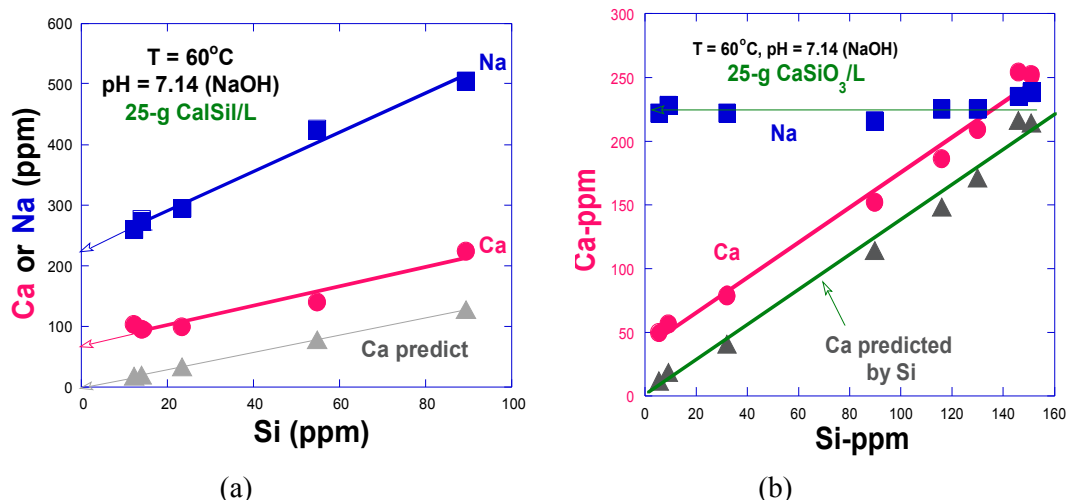 600
500
400
300
200
100
0
Ca or Na (ppm)
T = 60°C
pH = 7.14 (NaOH)
25-g CalSil/L
Na
Ca
Ca predict
0
20
40
60
80
100
Si (ppm)
(a)
300
250
200
150
100
50
0
Ca-ppm
T = 60°C, pH = 7.14 (NaOH)
25-g CaSiO₃/L
Na
Ca
Ca predicted
by Si
0
20
40
60
80
100
120
140
160
Si-ppm
(b)